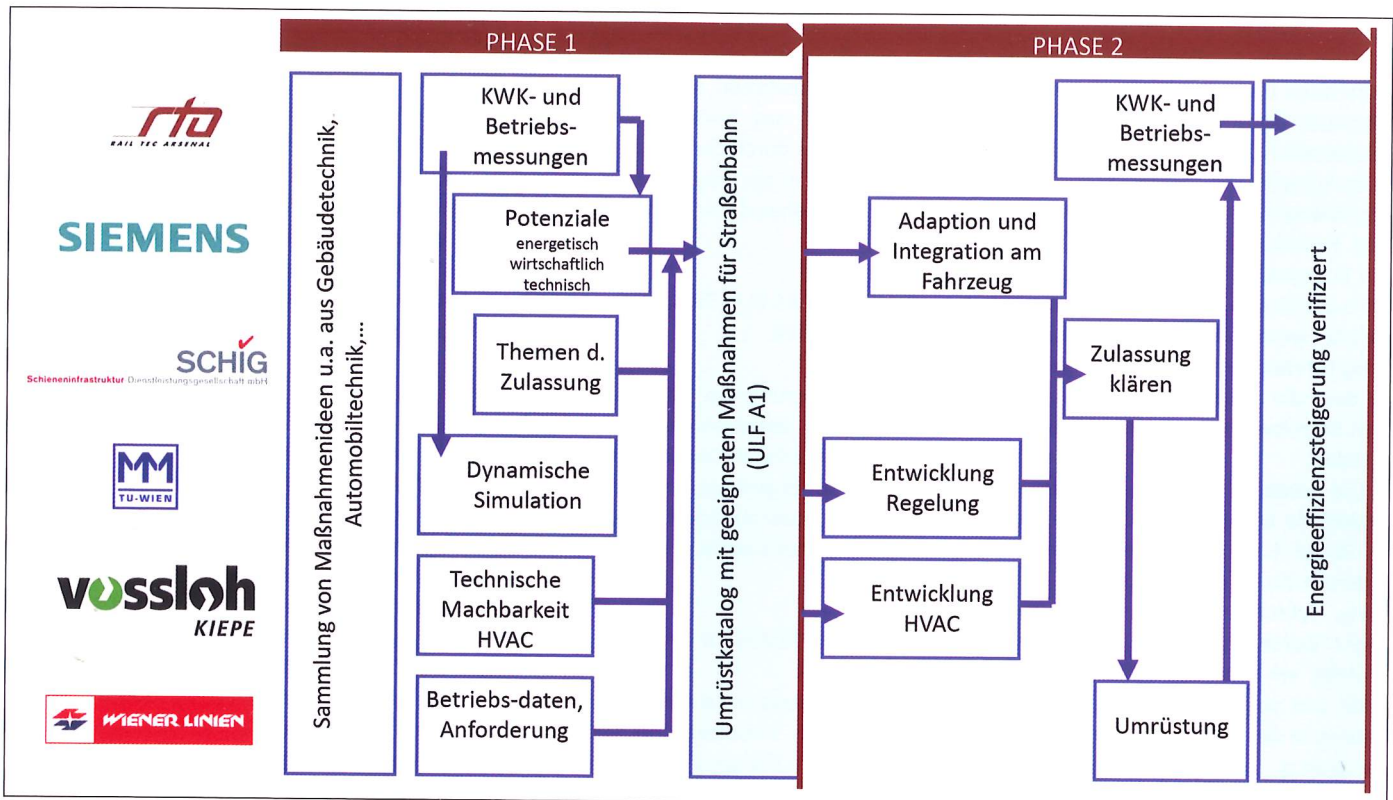 PHASE 1
PHASE 2
rta
RAIL TEC ARSENAL
SIEMENS
SCHIG
Schieneninfrastruktur Dienstleistungsgesellschaft mbH
TU-WIEN
vossloh
KIEPE
WIENER LINIEN
Sammlung von Maßnahmenideen u.a. aus Gebäudetechnik,
Automobiltechnik,...
KWK- und
Betriebs-
messungen
Potenziale
energetisch
wirtschaftlich
technisch
Themen d.
Zulassung
Dynamische
Simulation
Technische
Machbarkeit
HVAC
Betriebs-daten,
Anforderung
Umrüstkatalog mit geeigneten Maßnahmen für Straßenbahn
(ULF A1)
Adaption und
Integration am
Fahrzeug
Entwicklung
Regelung
Entwicklung
HVAC
Zulassung
klären
Umrüstung
KWK- und
Betriebs-
messungen
Energieeffizienzsteigerung verifiziert